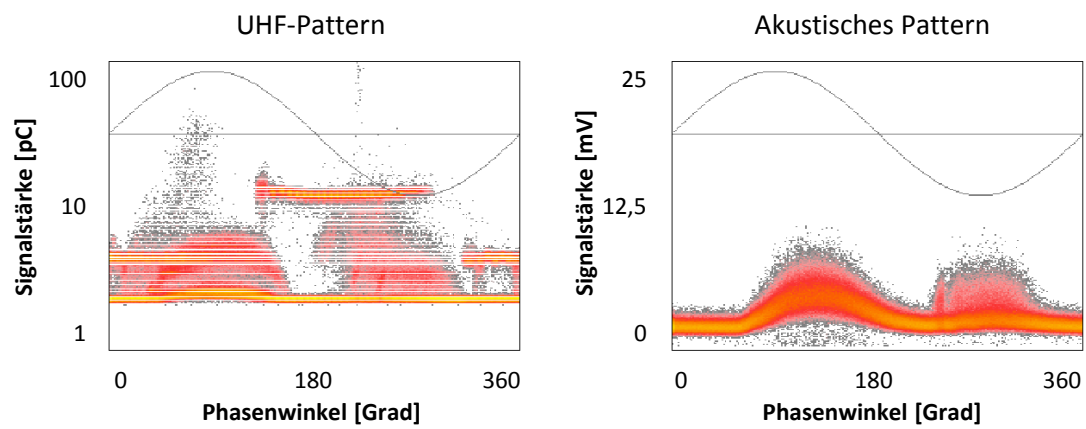 UHF-Pattern
Signalstärke [pC]
100
10
1
0 180 360
Phasenwinkel [Grad]
Akustisches Pattern
Signalstärke [mV]
25
12,5
0
0 180 360
Phasenwinkel [Grad]